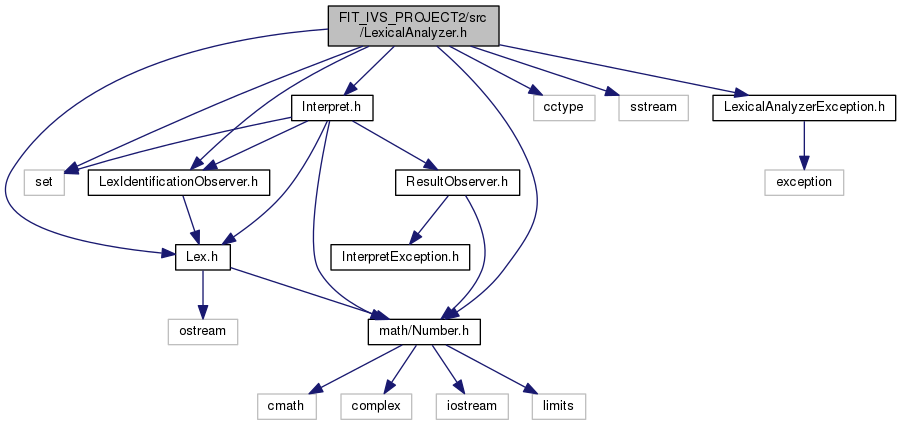 FIT_IVS_PROJECT2/src
/LexicalAnalyzer.h
Interpret.h
cctype
sstream
LexicalAnalyzerException.h
set
LexIdentificationObserver.h
ResultObserver.h
exception
Lex.h
InterpretException.h
ostream
math/Number.h
cmath
complex
iostream
limits